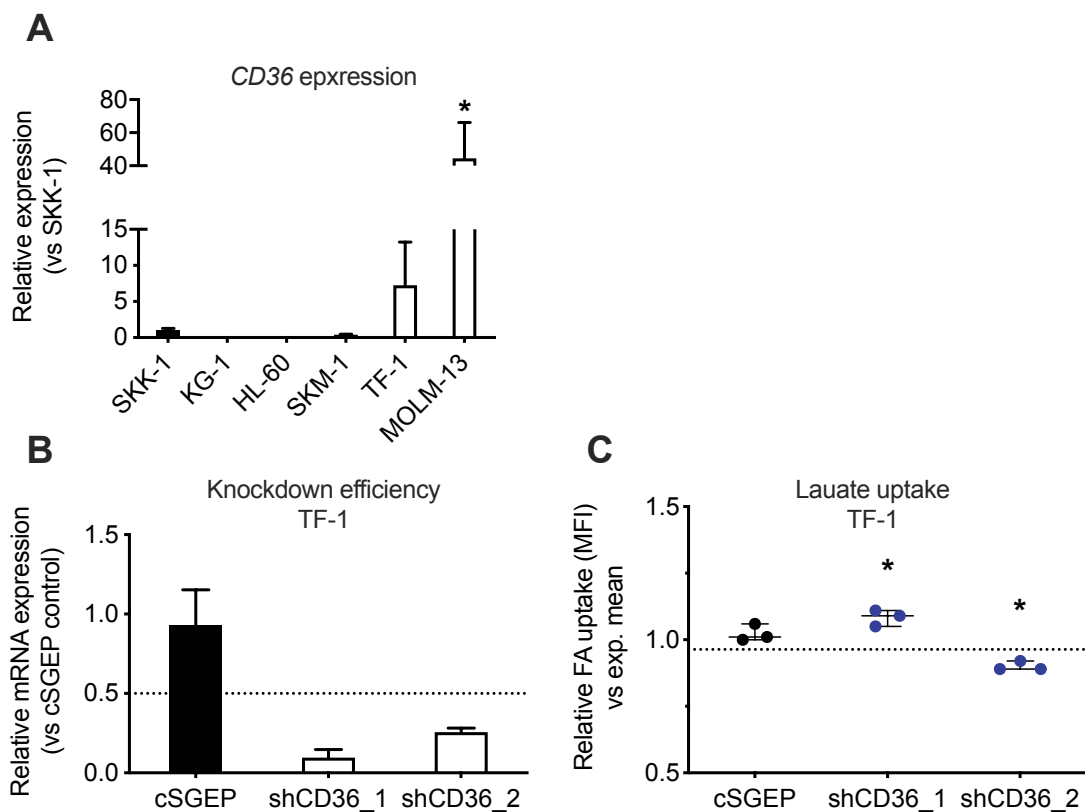 A
CD36 epxression
Relative expression
(vs SKK-1)
80
60
40
15
10
5
0
*
SKK-1
KG-1
HL-60
SKM-1
TF-1
MOLM-13
B
Knockdown efficiency
TF-1
Relative mRNA expression
(vs cSGEP control)
1.5
1.0
0.5
0.0
cSGEP
shCD36_1
shCD36_2
C
Lauate uptake
TF-1
Relative FA uptake (MFI)
vs exp. mean
1.5
1.0
0.5
*
*
cSGEP
shCD36_1
shCD36_2